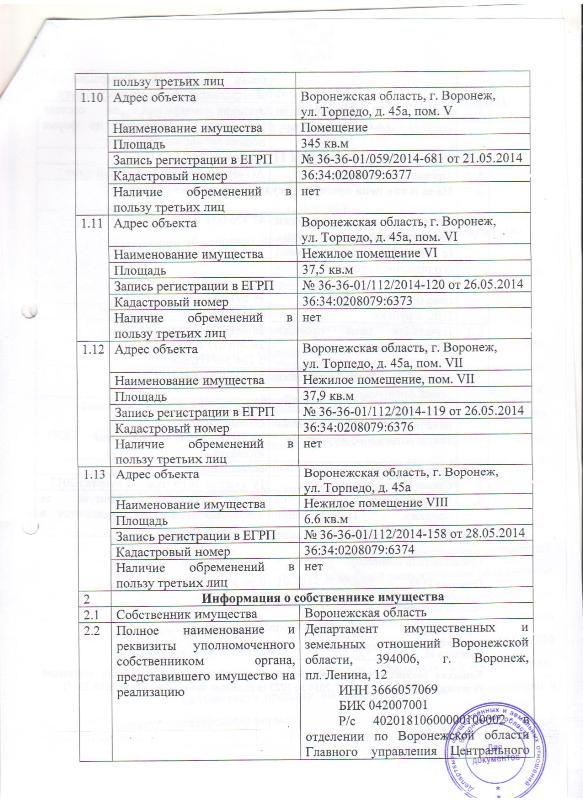 пользу третьих лиц
1.10 Адрес объекта Воронежская область, г. Воронеж,
ул. Торпедо, д. 45а, пом. V
Наименование имущества Помещение
Площадь 345 кв.м
Запись регистрации в ЕГРП № 36-36-01/059/2014-681 от 21.05.2014
Кадастровый номер 36:34:0208079:6377
Наличие обременений в нет
пользу третьих лиц
1.11 Адрес объекта Воронежская область, г. Воронеж,
ул. Торпедо, д. 45а, пом. VI
Наименование имущества Нежилое помещение VI
Площадь 37,5 кв.м
Запись регистрации в ЕГРП № 36-36-01/112/2014-120 от 26.05.2014
Кадастровый номер 36:34:0208079:6373
Наличие обременений в нет
пользу третьих лиц
1.12 Адрес объекта Воронежская область, г. Воронеж,
ул. Торпедо, д. 45а, пом. VII
Наименование имущества Нежилое помещение, пом. VII
Площадь 37,9 кв.м
Запись регистрации в ЕГРП № 36-36-01/112/2014-119 от 26.05.2014
Кадастровый номер 36:34:0208079:6376
Наличие обременений в нет
пользу третьих лиц
1.13 Адрес объекта Воронежская область, г. Воронеж,
ул. Торпедо, д. 45а
Наименование имущества Нежилое помещение VIII
Площадь 6.6 кв.м
Запись регистрации в ЕГРП № 36-36-01/112/2014-158 от 28.05.2014
Кадастровый номер 36:34:0208079:6374
Наличие обременений в нет
пользу третьих лиц
2 Информация о собственнике имущества
2.1 Собственник имущества Воронежская область
2.2 Полное наименование и Департамент имущественных и
реквизиты уполномоченного земельных отношений Воронежской
собственником органа, области, 394006, г. Воронеж,
представившего имущество на пл. Ленина, 12
реализацию ИНН 3666057069
БИК 042007001
Р/с 40201810600000100002 в
отделении по Воронежской области
Главного управления Центрального
Для
документов